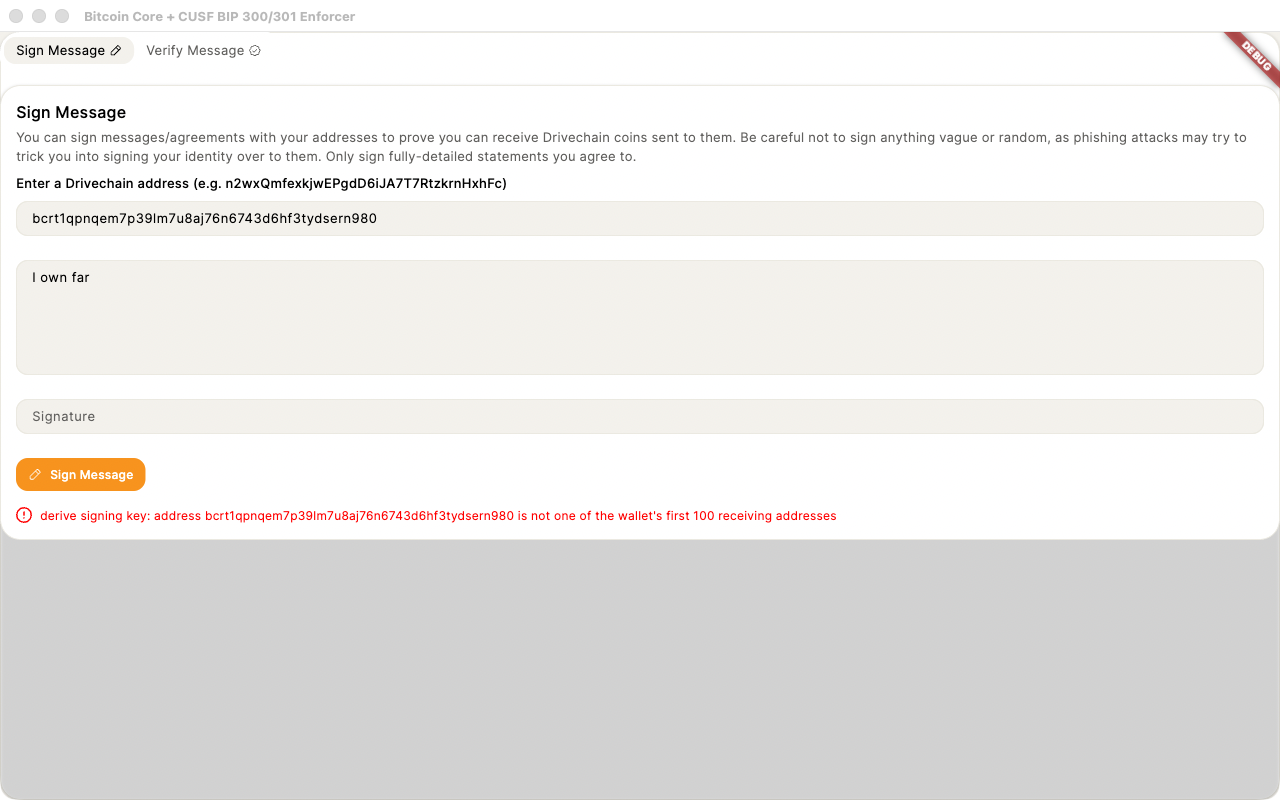 Bitcoin Core + CUSF BIP 300/301 Enforcer
Sign Message
Verify Message
DEBUG
Sign Message
You can sign messages/agreements with your addresses to prove you can receive Drivechain coins sent to them. Be careful not to sign anything vague or random, as phishing attacks may try to
trick you into signing your identity over to them. Only sign fully-detailed statements you agree to.
Enter a Drivechain address (e.g. n2wxQmfexkjwEPgdD6iJA7T7RtzkrnHxhFc)
bcrt1qpnqem7p39lm7u8aj76n6743d6hf3tydsern980
I own far
Signature
Sign Message
derive signing key: address bcrt1qpnqem7p39lm7u8aj76n6743d6hf3tydsern980 is not one of the wallet's first 100 receiving addresses